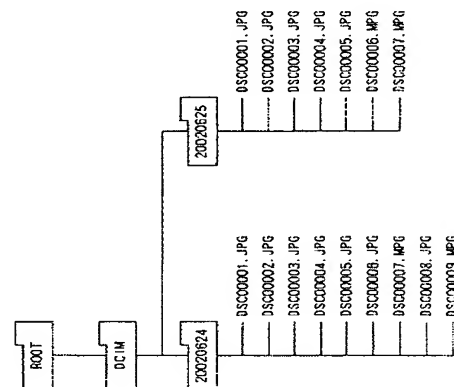 ROOT
DCIM
20020624
DSC00001.JPG
DSC00002.JPG
DSC00003.JPG
DSC00004.JPG
DSC00005.JPG
DSC00006.JPG
DSC00007.MPG
DSC00008.JPG
DSC00009.MPG
20020625
DSC00001.JPG
DSC00002.JPG
DSC00003.JPG
DSC00004.JPG
DSC00005.JPG
DSC00006.MPG
DSC00007.MPG